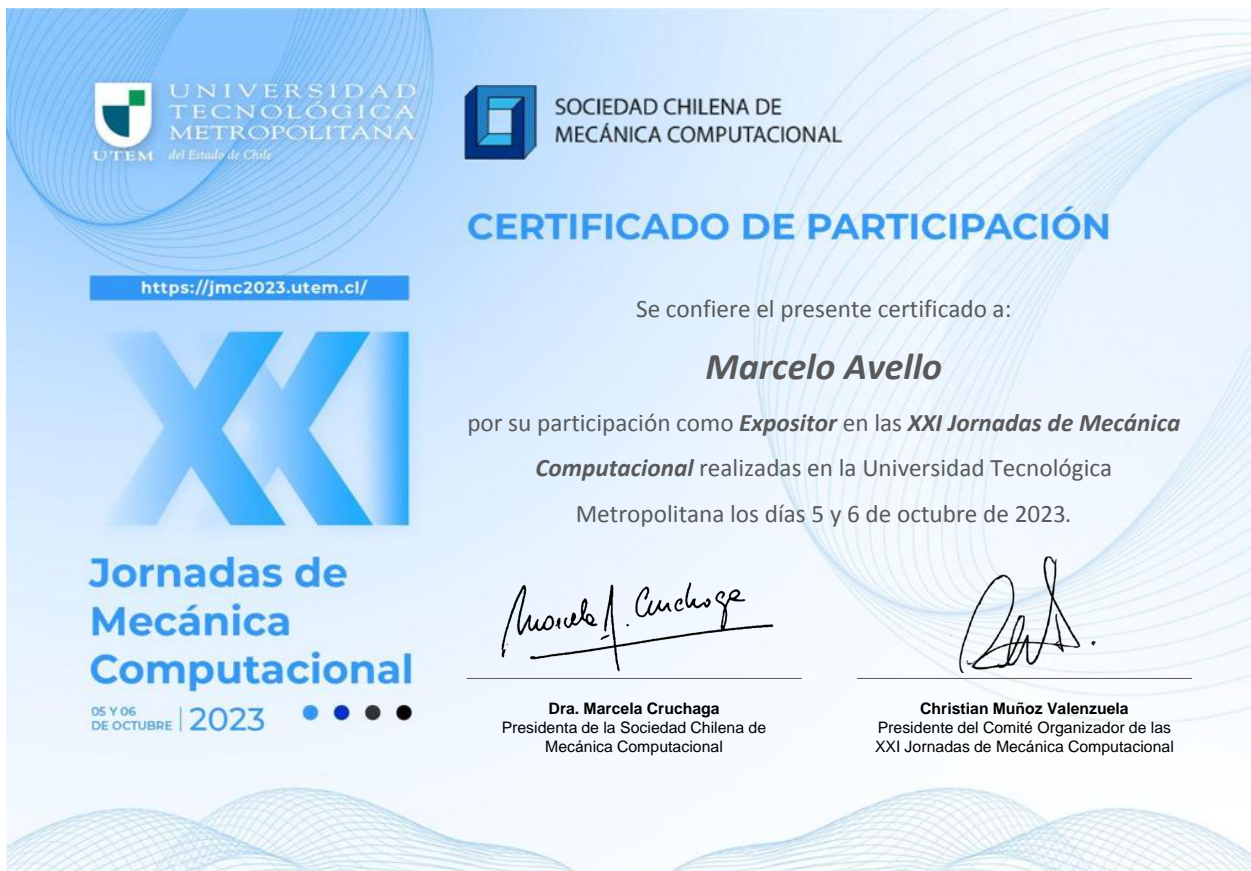 UNIVERSIDAD
TECNOLÓGICA
METROPOLITANA
UTEM
del Estado de Chile
SOCIEDAD CHILENA DE
MECÁNICA COMPUTACIONAL
CERTIFICADO DE PARTICIPACIÓN
https://jmc2023.utem.cl/
XXI
Jornadas de
Mecánica
Computacional
05 Y 06
DE OCTUBRE
2023
Se confiere el presente certificado a:
Marcelo Avello
por su participación como Expositor en las XXI Jornadas de Mecánica
Computacional realizadas en la Universidad Tecnológica
Metropolitana los días 5 y 6 de octubre de 2023.
Marcela J. Cruchaga
Dra. Marcela Cruchaga
Presidenta de la Sociedad Chilena de
Mecánica Computacional
Christian Muñoz Valenzuela
Presidente del Comité Organizador de las
XXI Jornadas de Mecánica Computacional